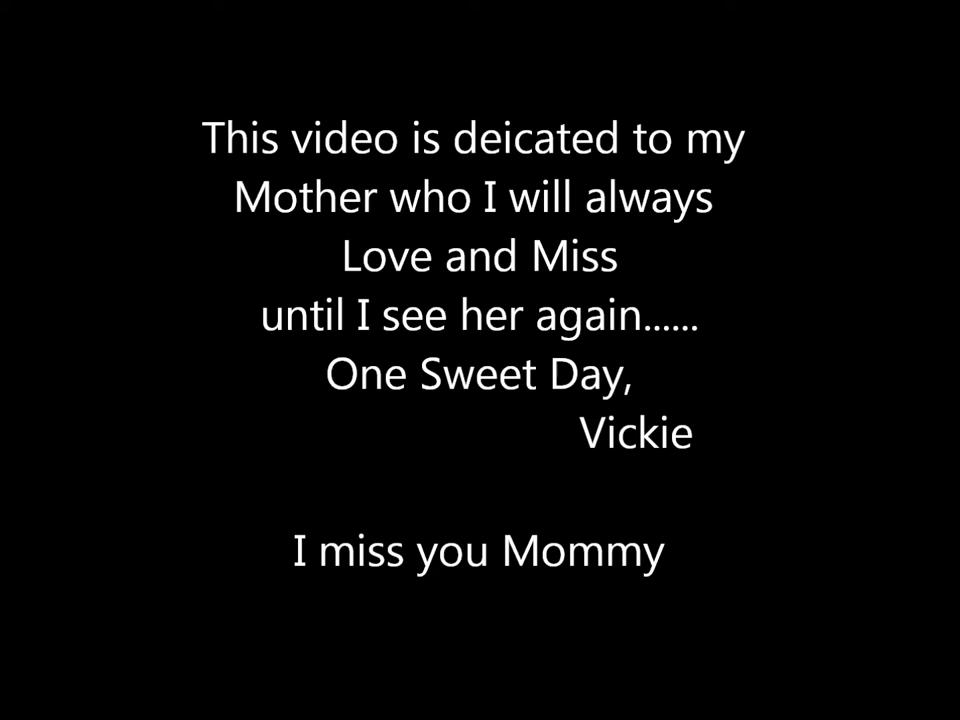 This video is deicated to my
Mother who I will always
Love and Miss
until I see her again......
One Sweet Day,
Vickie
I miss you Mommy